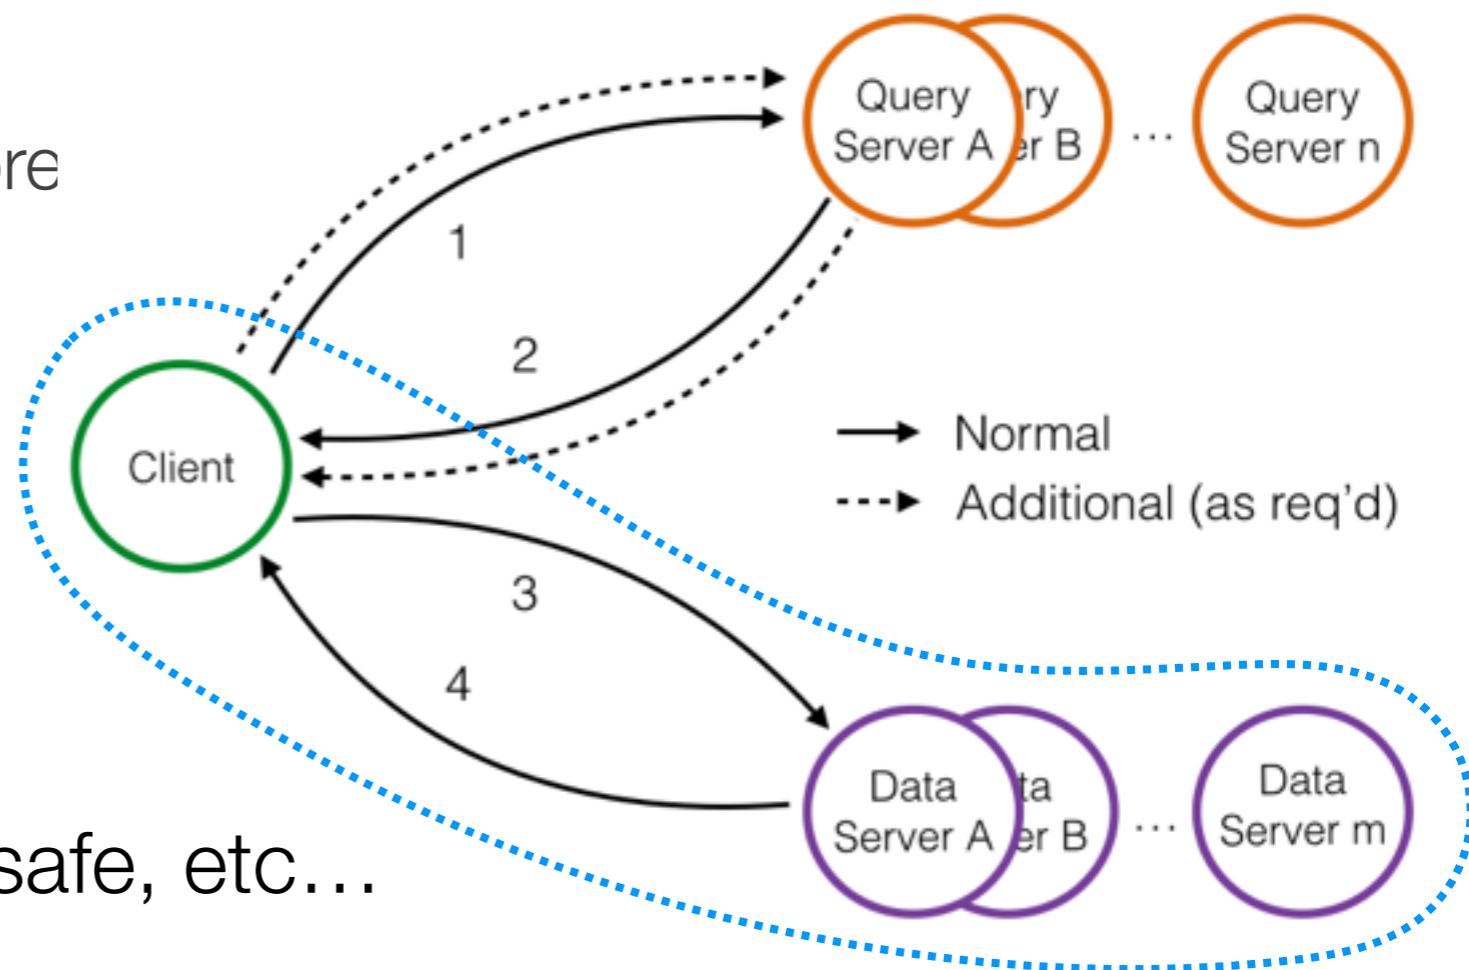 Query
Server A
ry
er B
...
Query
Server n
re
1
2
Client
Normal
Additional (as req'd)
3
4
Data
Server A
ta
er B
...
Data
Server m
safe, etc...